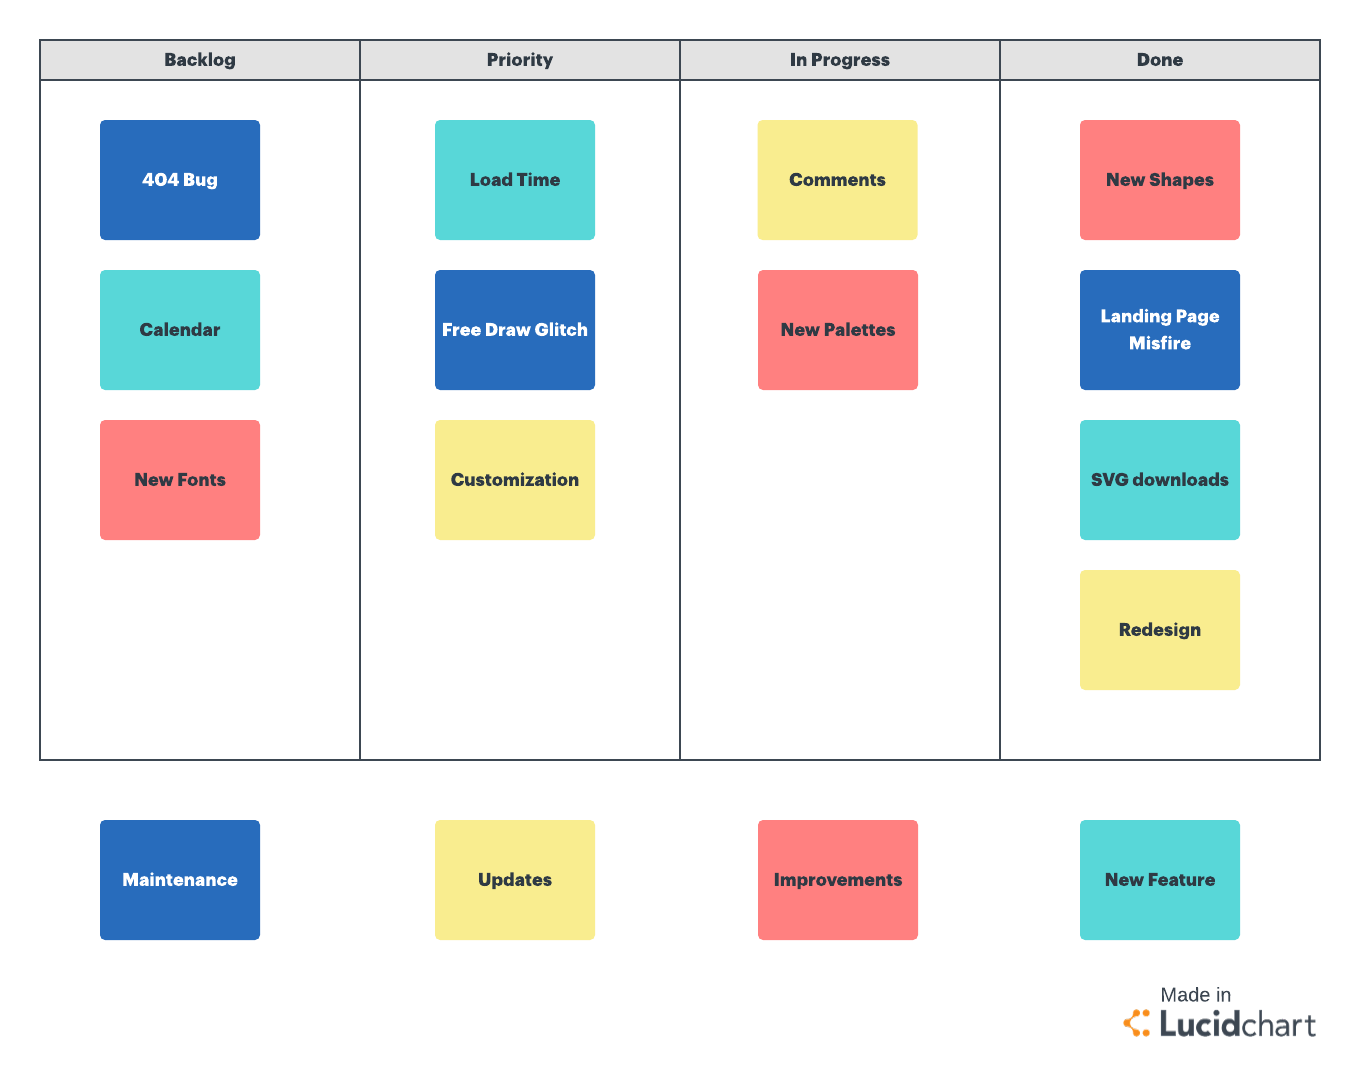 Backlog
Priority
In Progress
Done
404 Bug
Load Time
Comments
New Shapes
Calendar
Free Draw Glitch
New Palettes
Landing Page
Misfire
New Fonts
Customization
SVG downloads
Redesign
Maintenance
Updates
Improvements
New Feature
Made in
Lucidchart